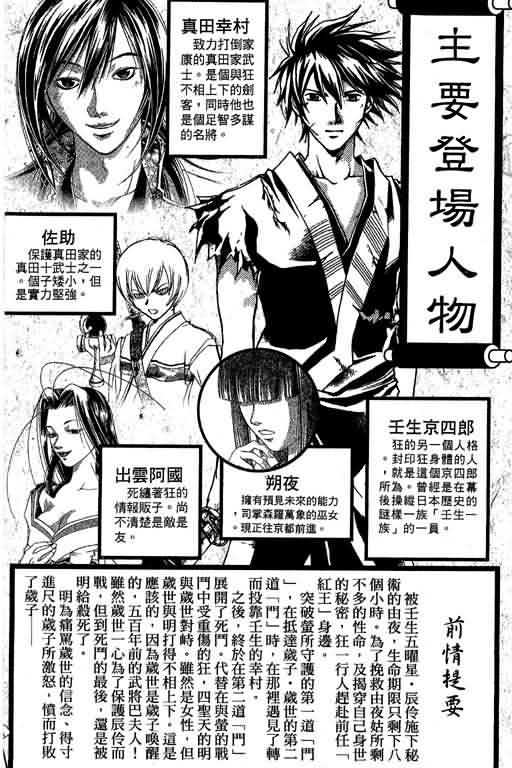 主要登場人物
真田幸村
致力打倒家
康的真田家武
士。是個與狂
不相上下的劍
客，同時他也
是個足智多謀
的名將。
佐助
保護真田家的
真田十武士之一
。個子矮小，但
是實力堅強。
壬生京四郎
狂的另一個人格
。封印狂身體的人
，就是這個京四郎
所為。曾經是在幕
後操縱日本歷史的
謎樣一族「壬生一
族」的一員。
朔夜
擁有預見未來的能力
，司掌森羅萬象的巫女
。現正往京都前進。
出雲阿國
死纏著狂的
情報販子。尚
不清楚是敵是
友。
前情提要
被壬生五曜星．辰伶施下秘
術的由夜，生命期限只剩下八
個小時。為了挽救由夜姑所剩
不多的性命，及揭穿自己身世
的秘密，狂一行人趕赴前任「
紅王」身邊。
突破螢所守護的第一道「門
」，在抵達歲子．歲世的第二
道「門」時，在那裡遇見了轉
而投靠壬生的幸村。
之後，終於在第二道「門」
展開了死鬥。代替在與螢的戰
鬥中受重傷的狂，四聖天的明
與歲世對峙。雖然是女性，但
歲世與明打得不相上下。這是
應該的，因為歲世是歲子喚醒
的，五百年前的武將巴夫人！
雖然歲世一心為了保護辰伶而
戰，但到死鬥的最後，還是被
明給殺死了。
明為痛罵歲世的信念、得寸
進尺的歲子所激怒，憤而打敗
了歲子──